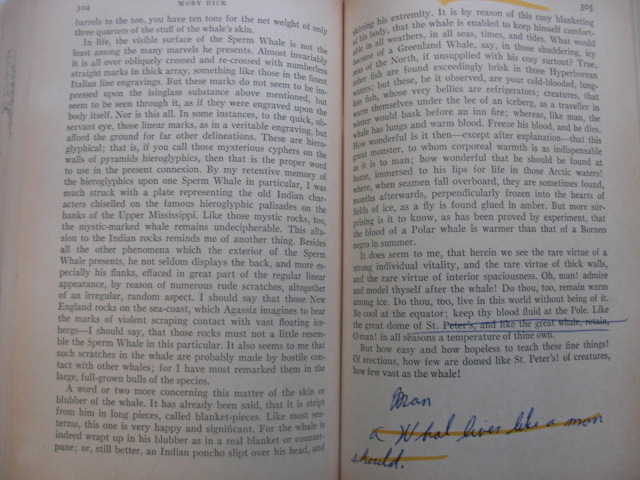 304 MOBY DICK
barrels to the ton, you have ten tons for the net weight of only
three quarters of the stuff of the whale's skin.
In life, the visible surface of the Sperm Whale is not the
least among the many marvels he presents. Almost invariably
it is all over obliquely crossed and re-crossed with numberless
straight marks in thick array, something like those in the finest
Italian line engravings. But these marks do not seem to be im-
pressed upon the isinglass substance above mentioned, but
seem to be seen through it, as if they were engraved upon the
body itself. Nor is this all. In some instances, to the quick, ob-
servant eye, those linear marks, as in a veritable engraving, but
afford the ground for far other delineations. These are hiero-
glyphical; that is, if you call those mysterious cyphers on the
walls of pyramids hieroglyphics, then that is the proper word
to use in the present connexion. By my retentive memory of
the hieroglyphics upon one Sperm Whale in particular, I was
much struck with a plate representing the old Indian char-
acters chiselled on the famous hieroglyphic palisades on the
banks of the Upper Mississippi. Like those mystic rocks, too,
the mystic-marked whale remains undecipherable. This allu-
sion to the Indian rocks reminds me of another thing. Besides
all the other phenomena which the exterior of the Sperm
Whale presents, he not seldom displays the back, and more es-
pecially his flanks, effaced in great part of the regular linear
appearance, by reason of numerous rude scratches, altogether
of an irregular, random aspect. I should say that those New
England rocks on the sea-coast, which Agassiz imagines to bear
the marks of violent scraping contact with vast floating ice-
bergs—I should say, that those rocks must not a little resem-
ble the Sperm Whale in this particular. It also seems to me that
such scratches in the whale are probably made by hostile con-
tact with other whales; for I have most remarked them in the
large, full-grown bulls of the species.
A word or two more concerning this matter of the skin or
blubber of the whale. It has already been said, that it is stript
from him in long pieces, called blanket-pieces. Like most sea-
terms, this one is very happy and significant. For the whale is
indeed wrapt up in his blubber as in a real blanket or counter-
pane; or, still better, an Indian poncho slipt over his head, and
305
skirting his extremity. It is by reason of this cosy blanketing
of his body, that the whale is enabled to keep himself comfort-
able in all weathers, in all seas, times, and tides. What would
become of a Greenland Whale, say, in those shuddering, icy
seas of the North, if unsupplied with his cosy surtout? True,
other fish are found exceedingly brisk in those Hyperborean
waters; but these, be it observed, are your cold-blooded, lung-
less fish, whose very bellies are refrigerators; creatures, that
warm themselves under the lee of an iceberg, as a traveller in
winter would bask before an inn fire; whereas, like man, the
whale has lungs and warm blood. Freeze his blood, and he dies.
How wonderful is it then—except after explanation—that this
great monster, to whom corporeal warmth is as indispensable
as it is to man; how wonderful that he should be found at
home, immersed to his lips for life in those Arctic waters!
where, when seamen fall overboard, they are sometimes found,
months afterwards, perpendicularly frozen into the hearts of
fields of ice, as a fly is found glued in amber. But more sur-
prising is it to know, as has been proved by experiment, that
the blood of a Polar whale is warmer than that of a Borneo
negro in summer.
It does seem to me, that herein we see the rare virtue of a
strong individual vitality, and the rare virtue of thick walls,
and the rare virtue of interior spaciousness. Oh, man! admire
and model thyself after the whale! Do thou, too, remain warm
among ice. Do thou, too, live in this world without being of it.
Be cool at the equator; keep thy blood fluid at the Pole. Like
the great dome of St. Peter's, and like the great whale, retain,
O man! in all seasons a temperature of thine own.
But how easy and how hopeless to teach these fine things!
Of erections, how few are domed like St. Peter's! of creatures,
how few vast as the whale!
Man
a Whal lives like a man
should.